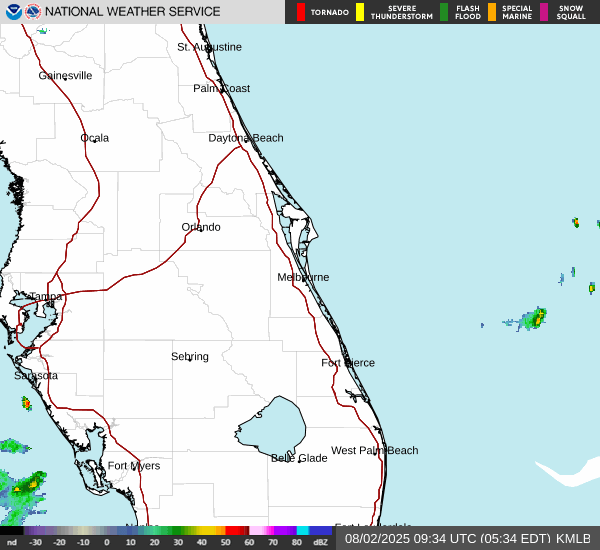 NATIONAL WEATHER SERVICE
TORNADO
SEVERE THUNDERSTORM
FLASH FLOOD
SPECIAL MARINE
SNOW SQUALL
St. Augustine
Gainesville
Palm Coast
Ocala
Daytona Beach
Orlando
Melbourne
Tampa
Sebring
Fort Pierce
Sarasota
West Palm Beach
Belle Glade
Fort Myers
nd -30 -20 -10 0 10 20 30 40 50 60 70 80 dBZ
08/02/2025 09:34 UTC (05:34 EDT) KMLB